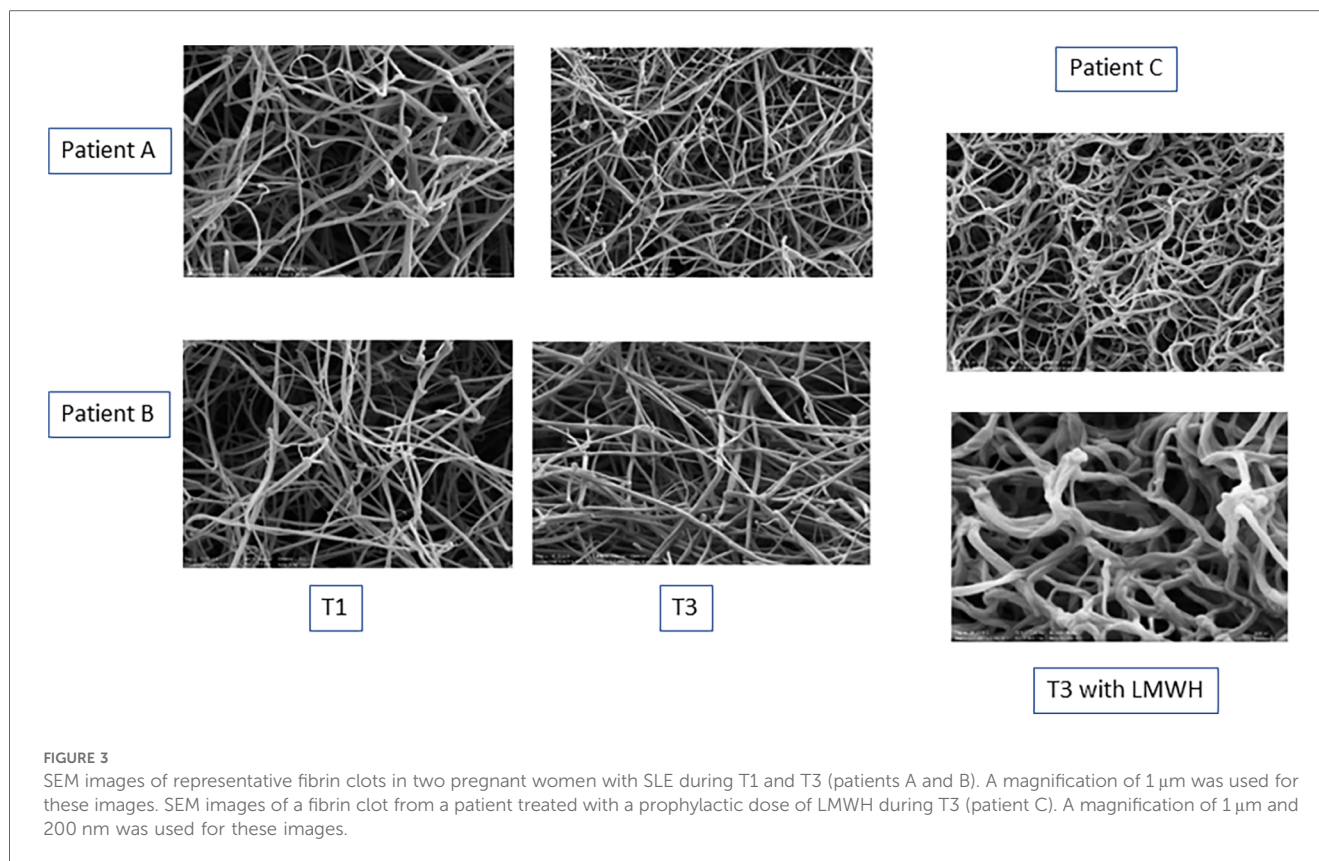 Patient A
Patient C
Patient B
T1
T3
T3 with LMWH
FIGURE 3
SEM images of representative fibrin clots in two pregnant women with SLE during T1 and T3 (patients A and B). A magnification of 1 µm was used for
these images. SEM images of a fibrin clot from a patient treated with a prophylactic dose of LMWH during T3 (patient C). A magnification of 1 µm and
200 nm was used for these images.